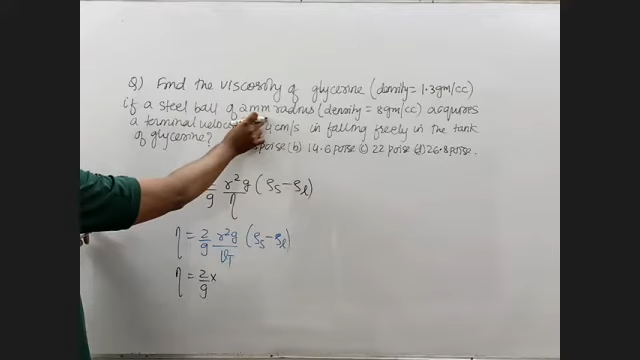 Q) Find the viscosity of glycerine (density = 1.3gm/cc)
if a steel ball of 2mm radius (density = 8gm/cc) acquires
a terminal 4cm/s in falling freely in the tank
of glycerine? poise (b) 14.6 poise (c) 22 poise (d) 26.8 poise.
9 r²g/η (ρs-ρl)
η = 2/9 r²g/VT (ρs-ρl)
η = 2/9 x